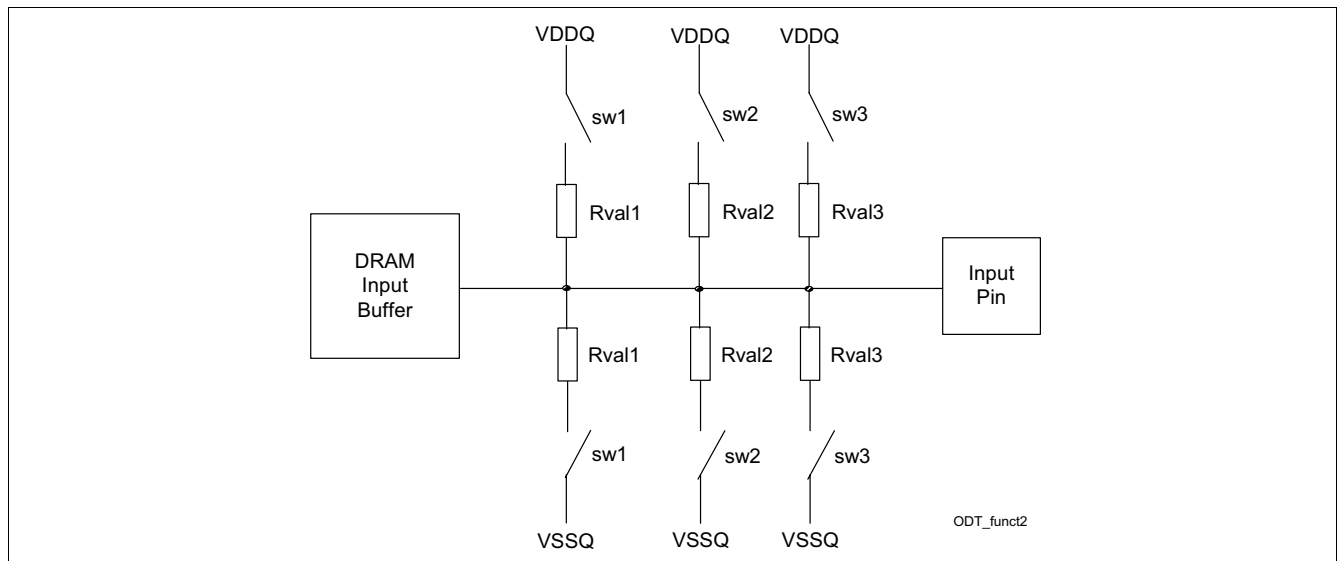 VDDQ VDDQ VDDQ
sw1 sw2 sw3
Rval1 Rval2 Rval3
DRAM
Input
Buffer
Input
Pin
Rval1 Rval2 Rval3
sw1 sw2 sw3
ODT_funct2
VSSQ VSSQ VSSQ